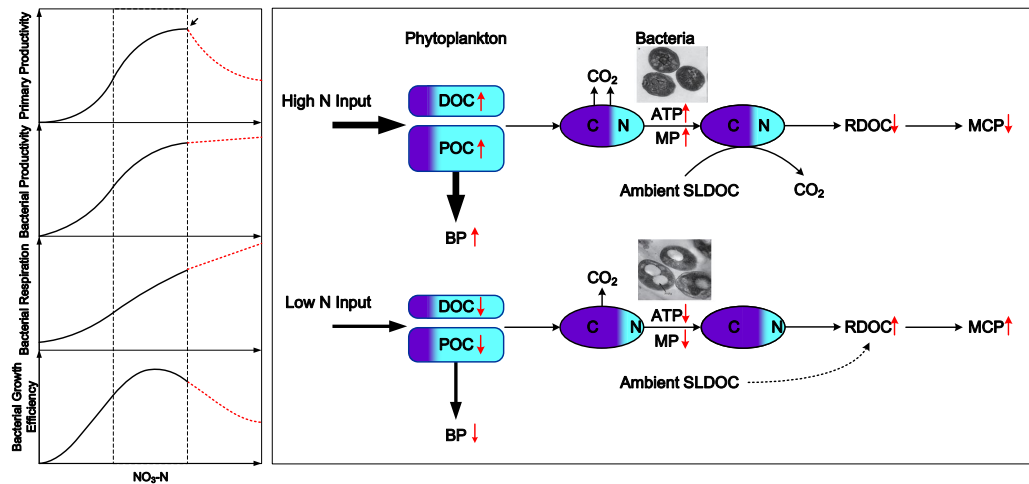 Primary Productivity
Bacterial Productivity
Bacterial Respiration
Bacterial Growth
Efficiency
NO₃-N
Phytoplankton
Bacteria
High N Input
DOC
POC
BP
CO₂
C N
ATP
MP
C N
Ambient SLDOC
CO₂
RDOC
MCP
Low N Input
DOC
POC
BP
CO₂
C N
ATP
MP
C N
Ambient SLDOC
RDOC
MCP